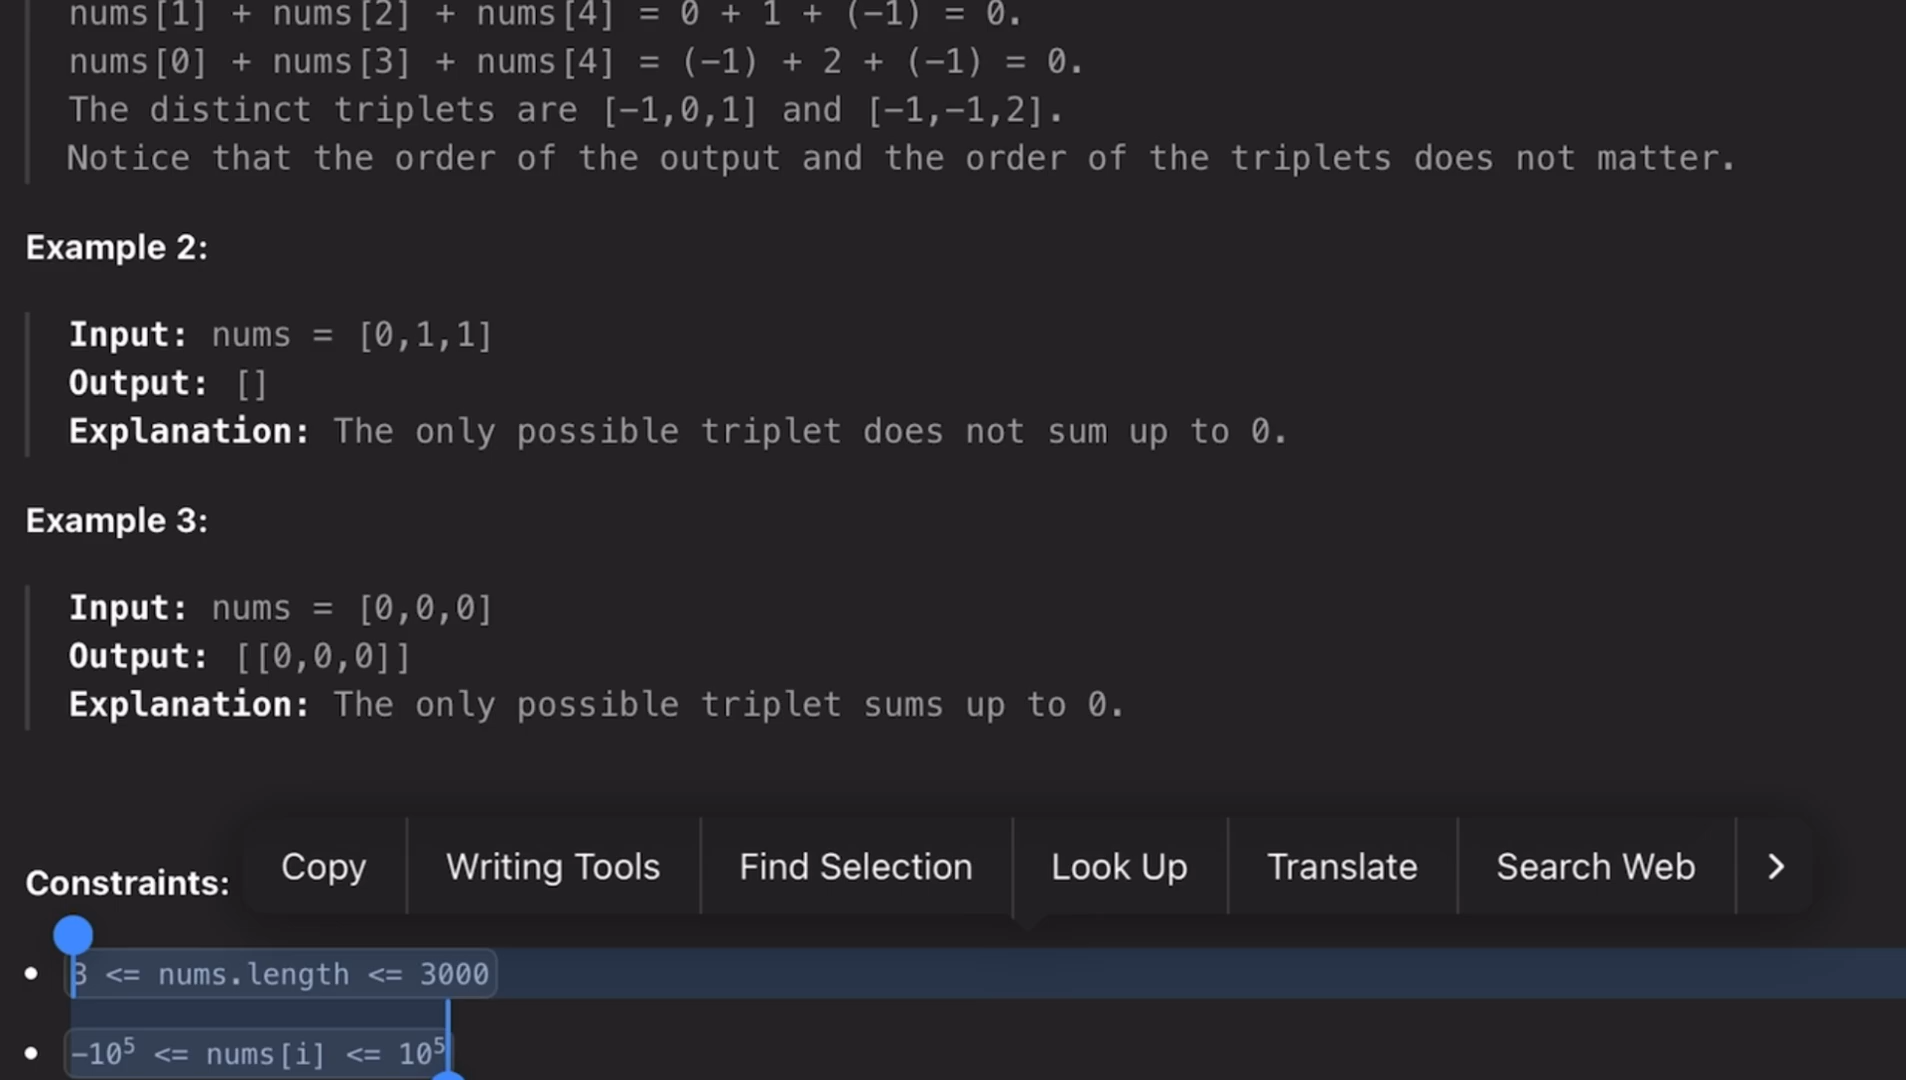 nums[1] + nums[2] + nums[4] = 0 + 1 + (−1) = 0.
nums[0] + nums[3] + nums[4] = (−1) + 2 + (−1) = 0.
The distinct triplets are [−1,0,1] and [−1,−1,2].
Notice that the order of the output and the order of the triplets does not matter.
Example 2:
Input: nums = [0,1,1]
Output: []
Explanation: The only possible triplet does not sum up to 0.
Example 3:
Input: nums = [0,0,0]
Output: [[0,0,0]]
Explanation: The only possible triplet sums up to 0.
Copy Writing Tools Find Selection Look Up Translate Search Web
Constraints:
• 3 <= nums.length <= 3000
• −10⁵ <= nums[i] <= 10⁵